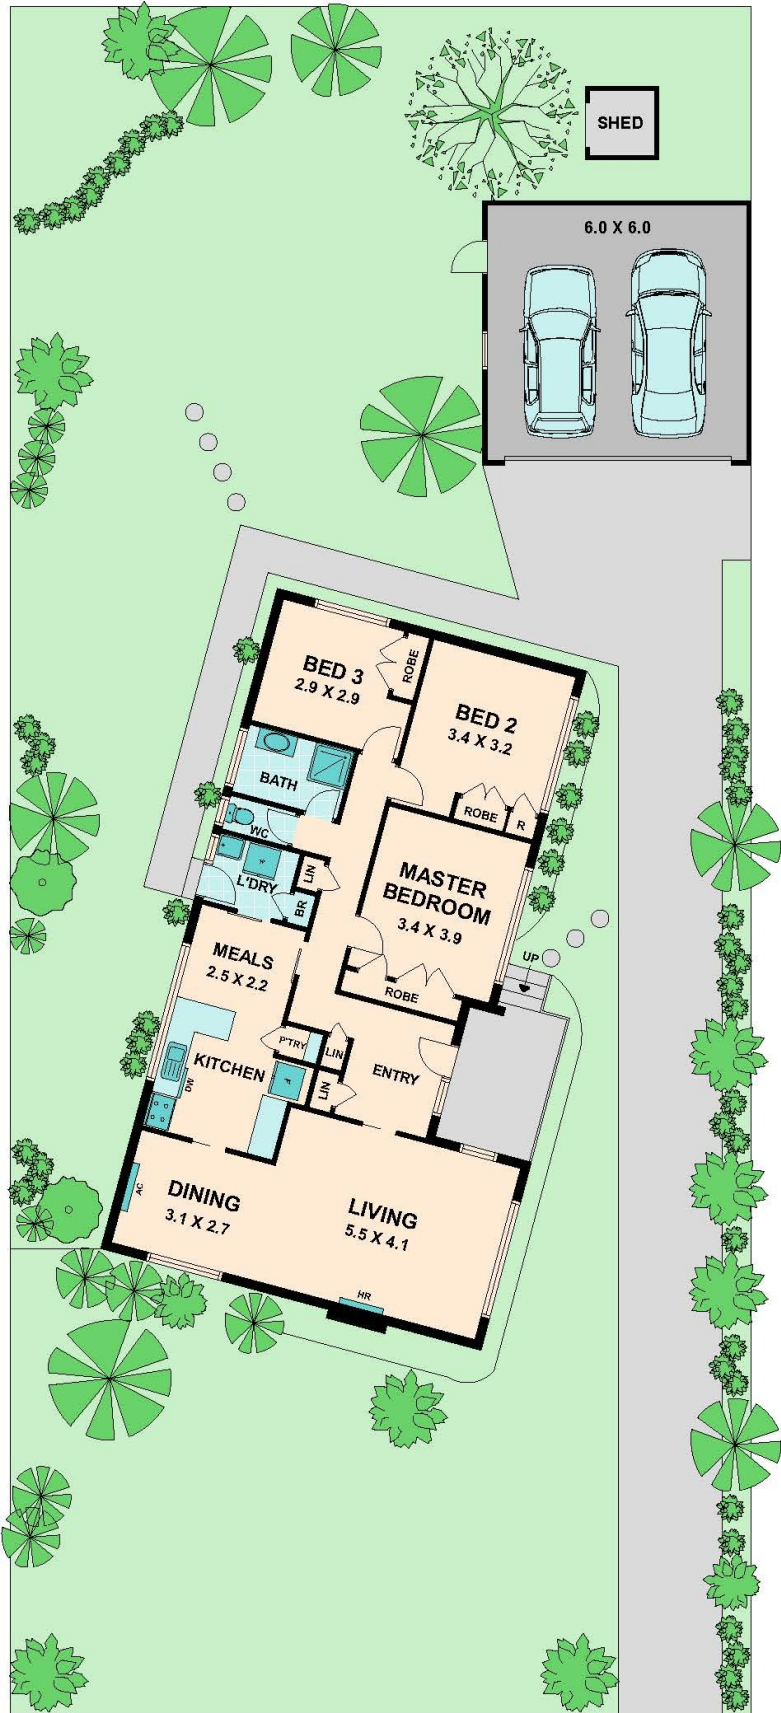 SHED
6.0 X 6.0
BED 3
2.9 X 2.9
ROBE
BED 2
3.4 X 3.2
ROBE
R
BATH
WC
L'DRY
LIN
BR
MASTER
BEDROOM
3.4 X 3.9
ROBE
UP
MEALS
2.5 X 2.2
P'TRY
LIN
KITCHEN
DW
LIN
ENTRY
DINING
3.1 X 2.7
AC
LIVING
5.5 X 4.1
HR